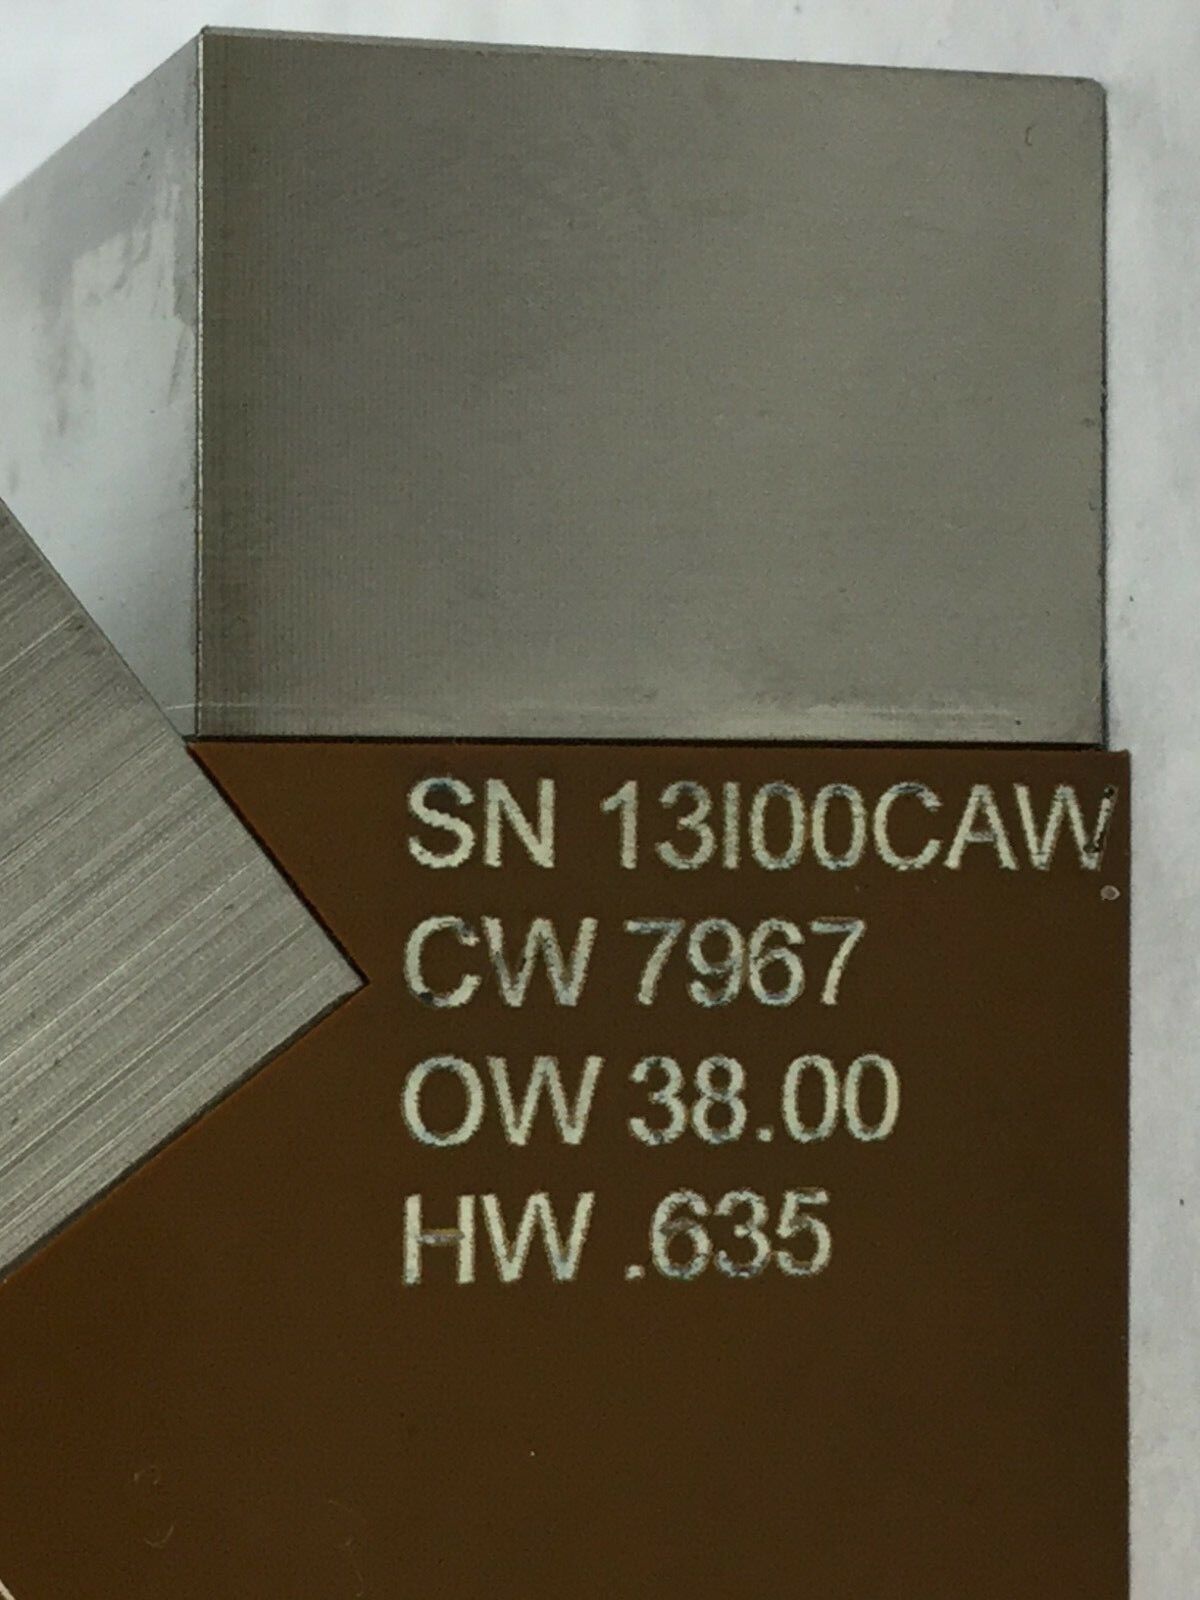 SN 13I00CAW
CW 7967
OW 38.00
HW .635